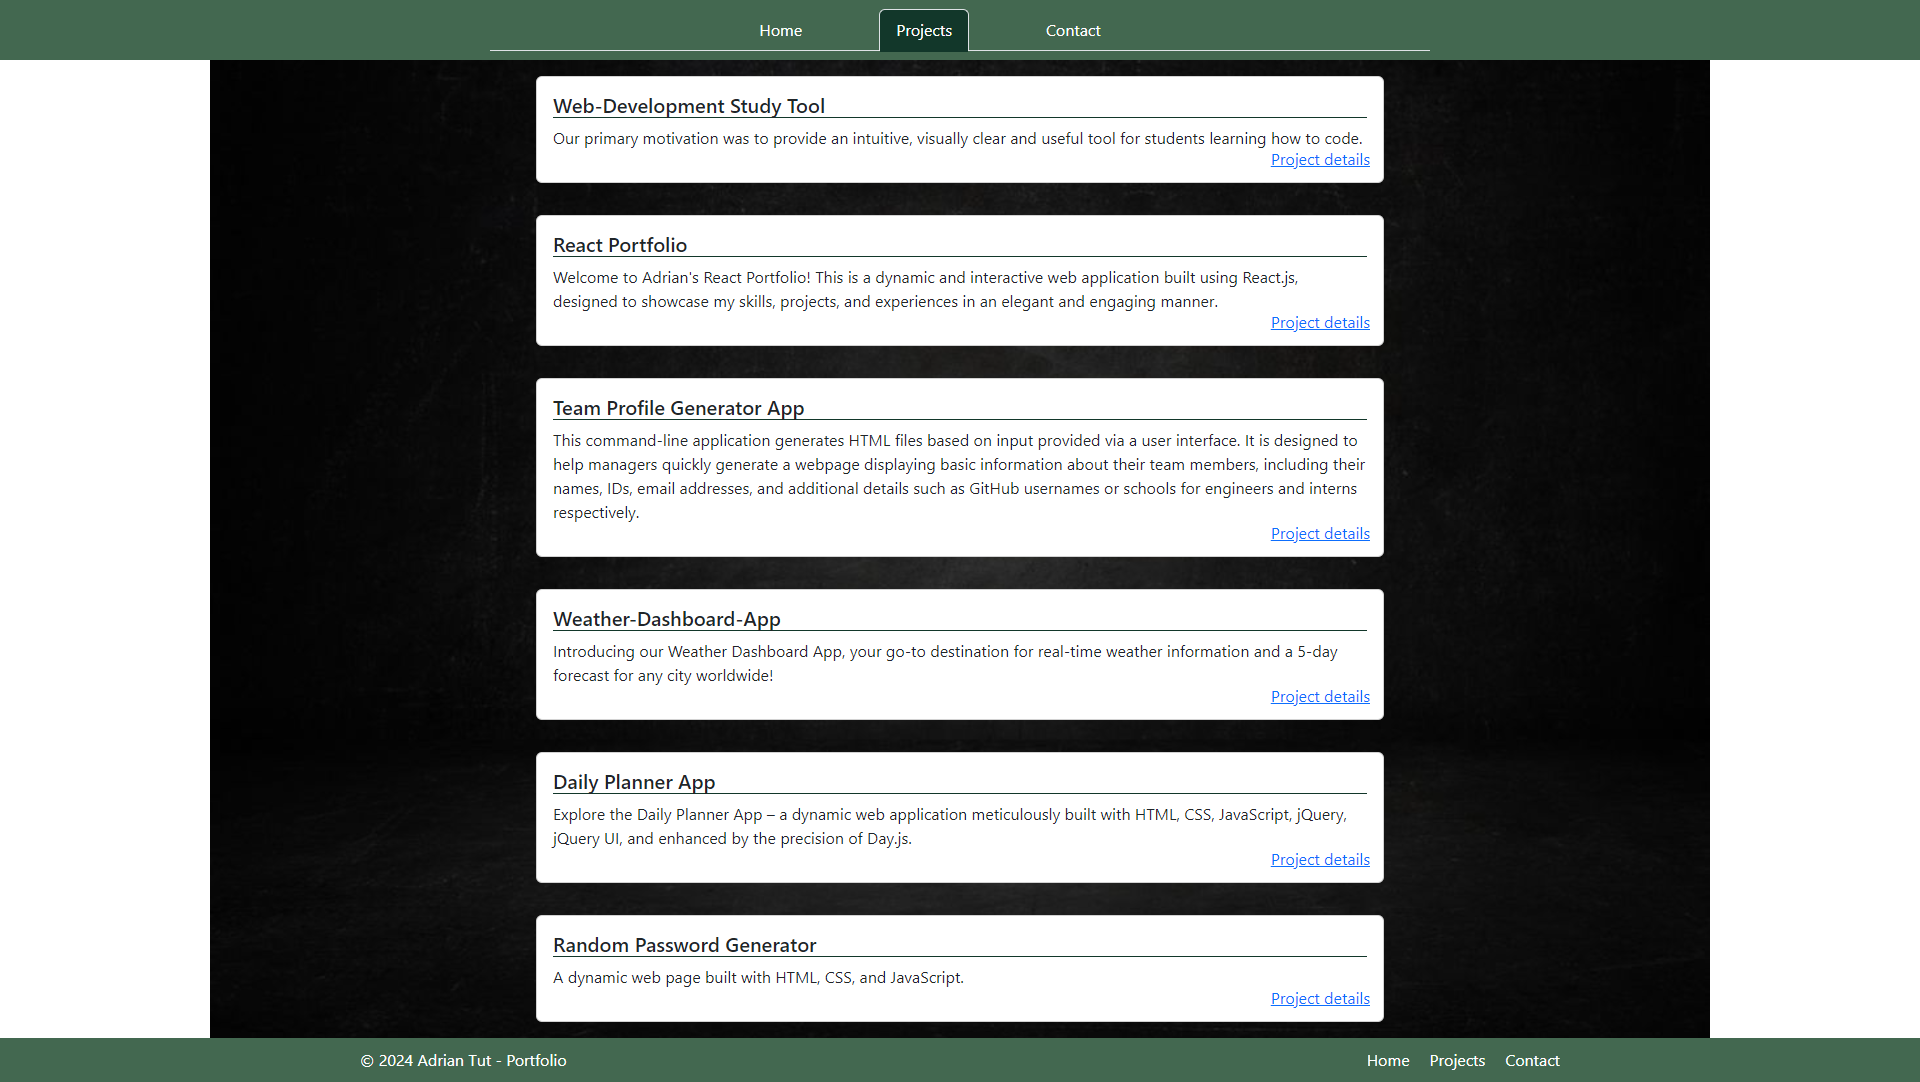 Home Projects Contact
Web-Development Study Tool
Our primary motivation was to provide an intuitive, visually clear and useful tool for students learning how to code.
Project details
React Portfolio
Welcome to Adrian's React Portfolio! This is a dynamic and interactive web application built using React.js,
designed to showcase my skills, projects, and experiences in an elegant and engaging manner.
Project details
Team Profile Generator App
This command-line application generates HTML files based on input provided via a user interface. It is designed to
help managers quickly generate a webpage displaying basic information about their team members, including their
names, IDs, email addresses, and additional details such as GitHub usernames or schools for engineers and interns
respectively.
Project details
Weather-Dashboard-App
Introducing our Weather Dashboard App, your go-to destination for real-time weather information and a 5-day
forecast for any city worldwide!
Project details
Daily Planner App
Explore the Daily Planner App – a dynamic web application meticulously built with HTML, CSS, JavaScript, jQuery,
jQuery UI, and enhanced by the precision of Day.js.
Project details
Random Password Generator
A dynamic web page built with HTML, CSS, and JavaScript.
Project details
© 2024 Adrian Tut - Portfolio Home Projects Contact